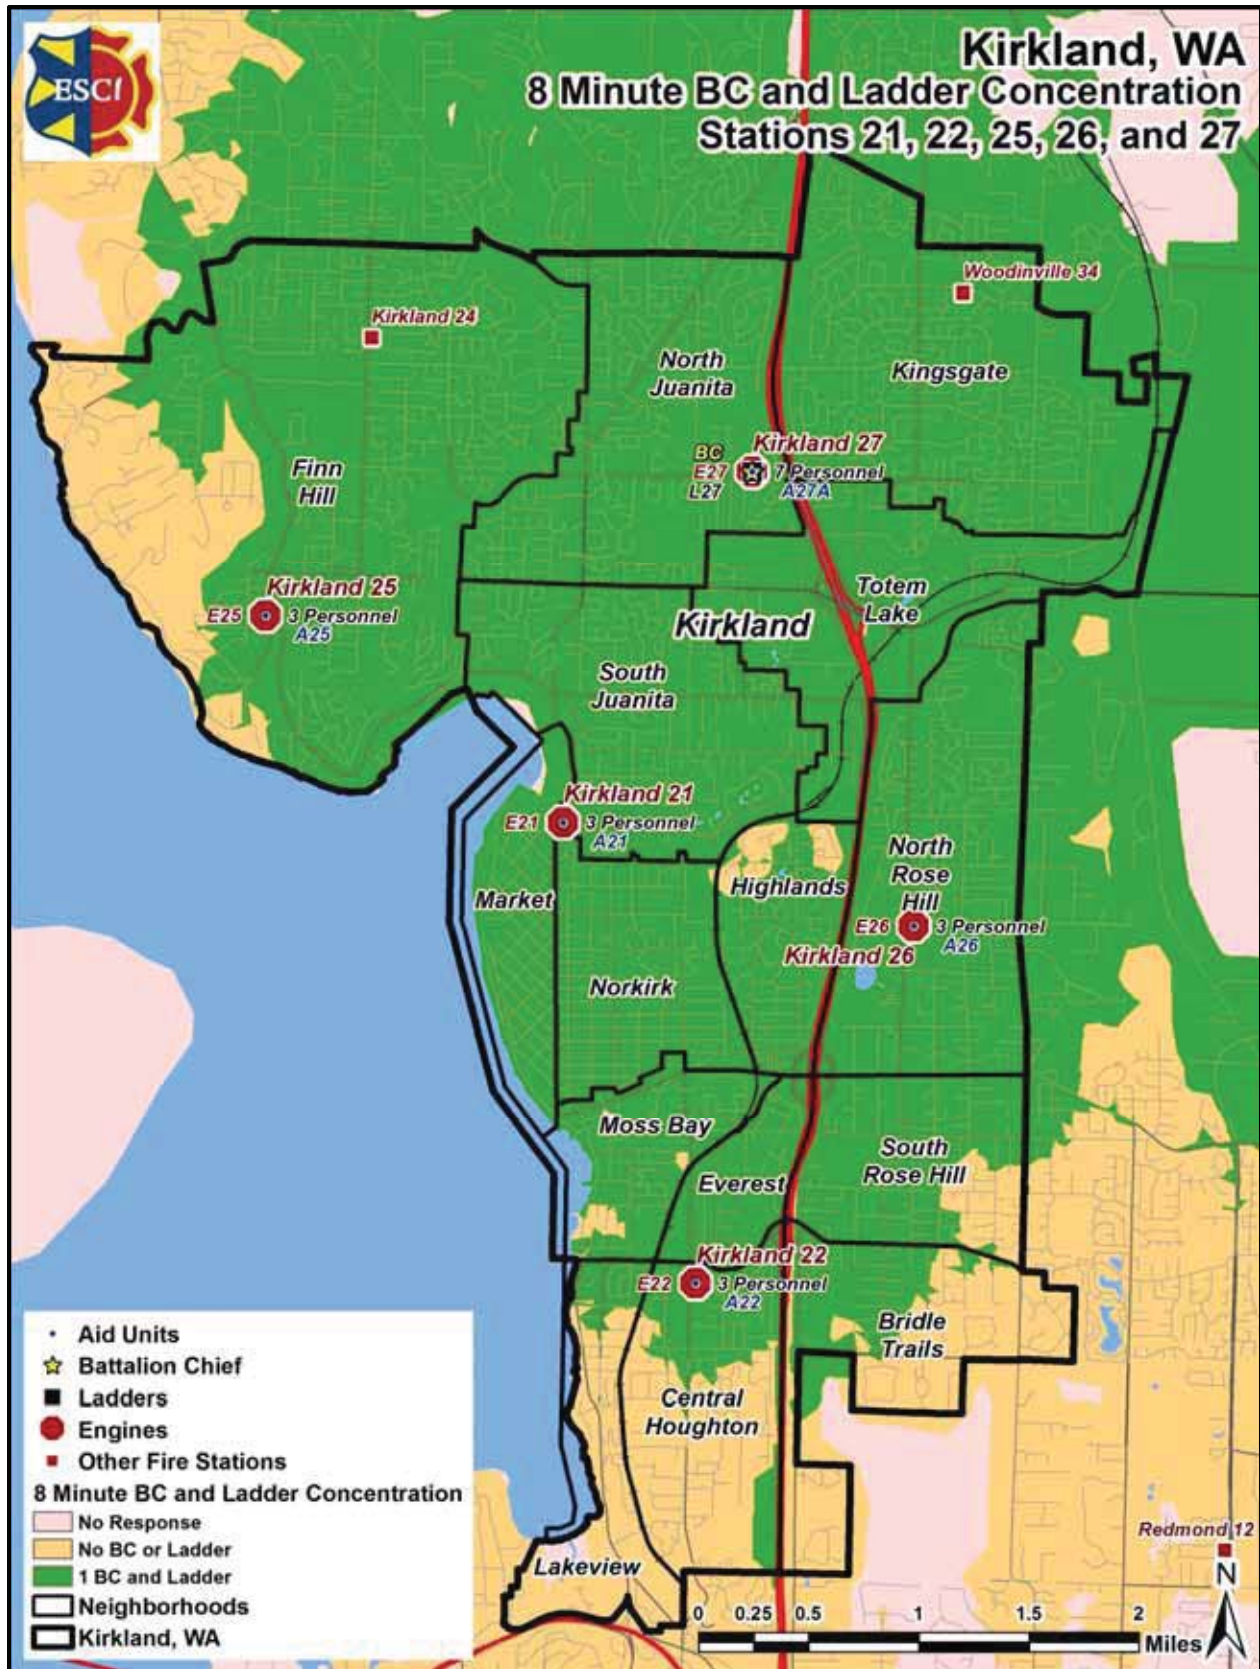 ESCI
Kirkland, WA
8 Minute BC and Ladder Concentration
Stations 21, 22, 25, 26, and 27
Woodinville 34
Kirkland 24
North
Juanita
Kingsgate
Kirkland 27
BC
E27
7 Personnel
L27
A27A
Finn
Hill
Kirkland 25
E25
3 Personnel
A25
Totem
Lake
Kirkland
South
Juanita
Kirkland 21
E21
3 Personnel
A21
North
Rose
Hill
Highlands
Market
E26
3 Personnel
A26
Kirkland 26
Norkirk
Moss Bay
South
Rose Hill
Everest
Kirkland 22
E22
3 Personnel
A22
Bridle
Trails
Central
Houghton
Lakeview
Redmond 12
N
0 0.25 0.5 1 1.5 2
Miles
Aid Units
Battalion Chief
Ladders
Engines
Other Fire Stations
8 Minute BC and Ladder Concentration
No Response
No BC or Ladder
1 BC and Ladder
Neighborhoods
Kirkland, WA